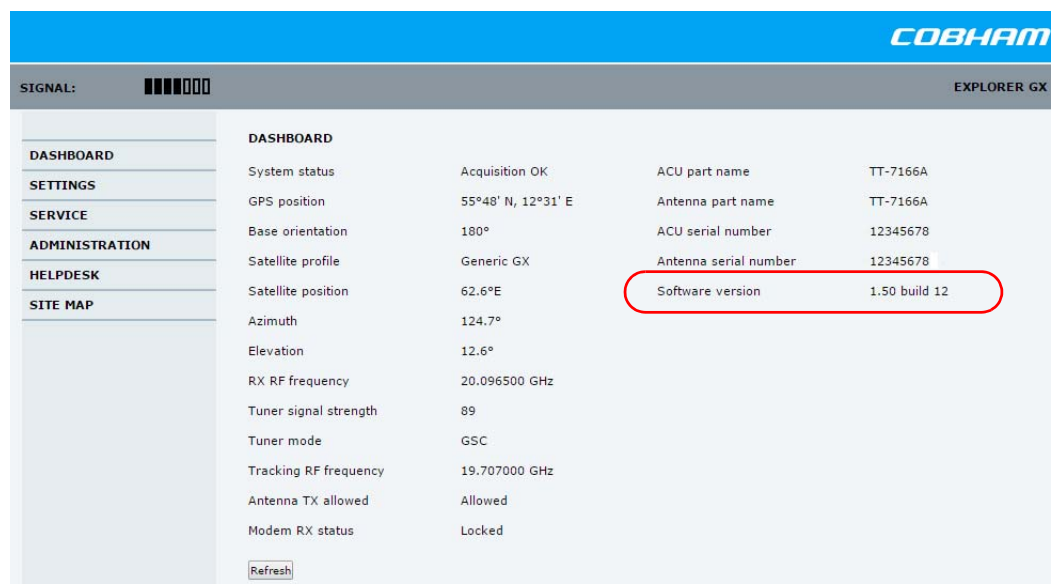 COBHAM
SIGNAL:
EXPLORER GX
DASHBOARD
SETTINGS
SERVICE
ADMINISTRATION
HELPDESK
SITE MAP
DASHBOARD
System status Acquisition OK ACU part name TT-7166A
GPS position 55°48' N, 12°31' E Antenna part name TT-7166A
Base orientation 180° ACU serial number 12345678
Satellite profile Generic GX Antenna serial number 12345678
Satellite position 62.6°E Software version 1.50 build 12
Azimuth 124.7°
Elevation 12.6°
RX RF frequency 20.096500 GHz
Tuner signal strength 89
Tuner mode GSC
Tracking RF frequency 19.707000 GHz
Antenna TX allowed Allowed
Modem RX status Locked
Refresh